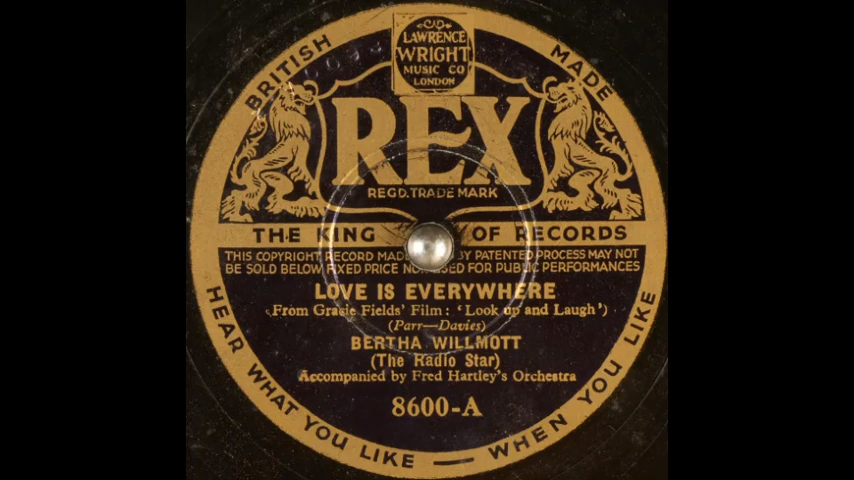 LAWRENCE
WRIGHT
MUSIC CO
LONDON
BRITISH MADE
REX
REGD. TRADE MARK
THE KING OF RECORDS
THIS COPYRIGHT RECORD MADE BY PATENTED PROCESS MAY NOT
BE SOLD BELOW FIXED PRICE NOR USED FOR PUBLIC PERFORMANCES
LOVE IS EVERYWHERE
From Gracie Fields' Film: 'Look up and Laugh')
(Parr—Davies)
BERTHA WILLMOTT
(The Radio Star)
Accompanied by Fred Hartley's Orchestra
8600-A
HEAR WHAT YOU LIKE — WHEN YOU LIKE